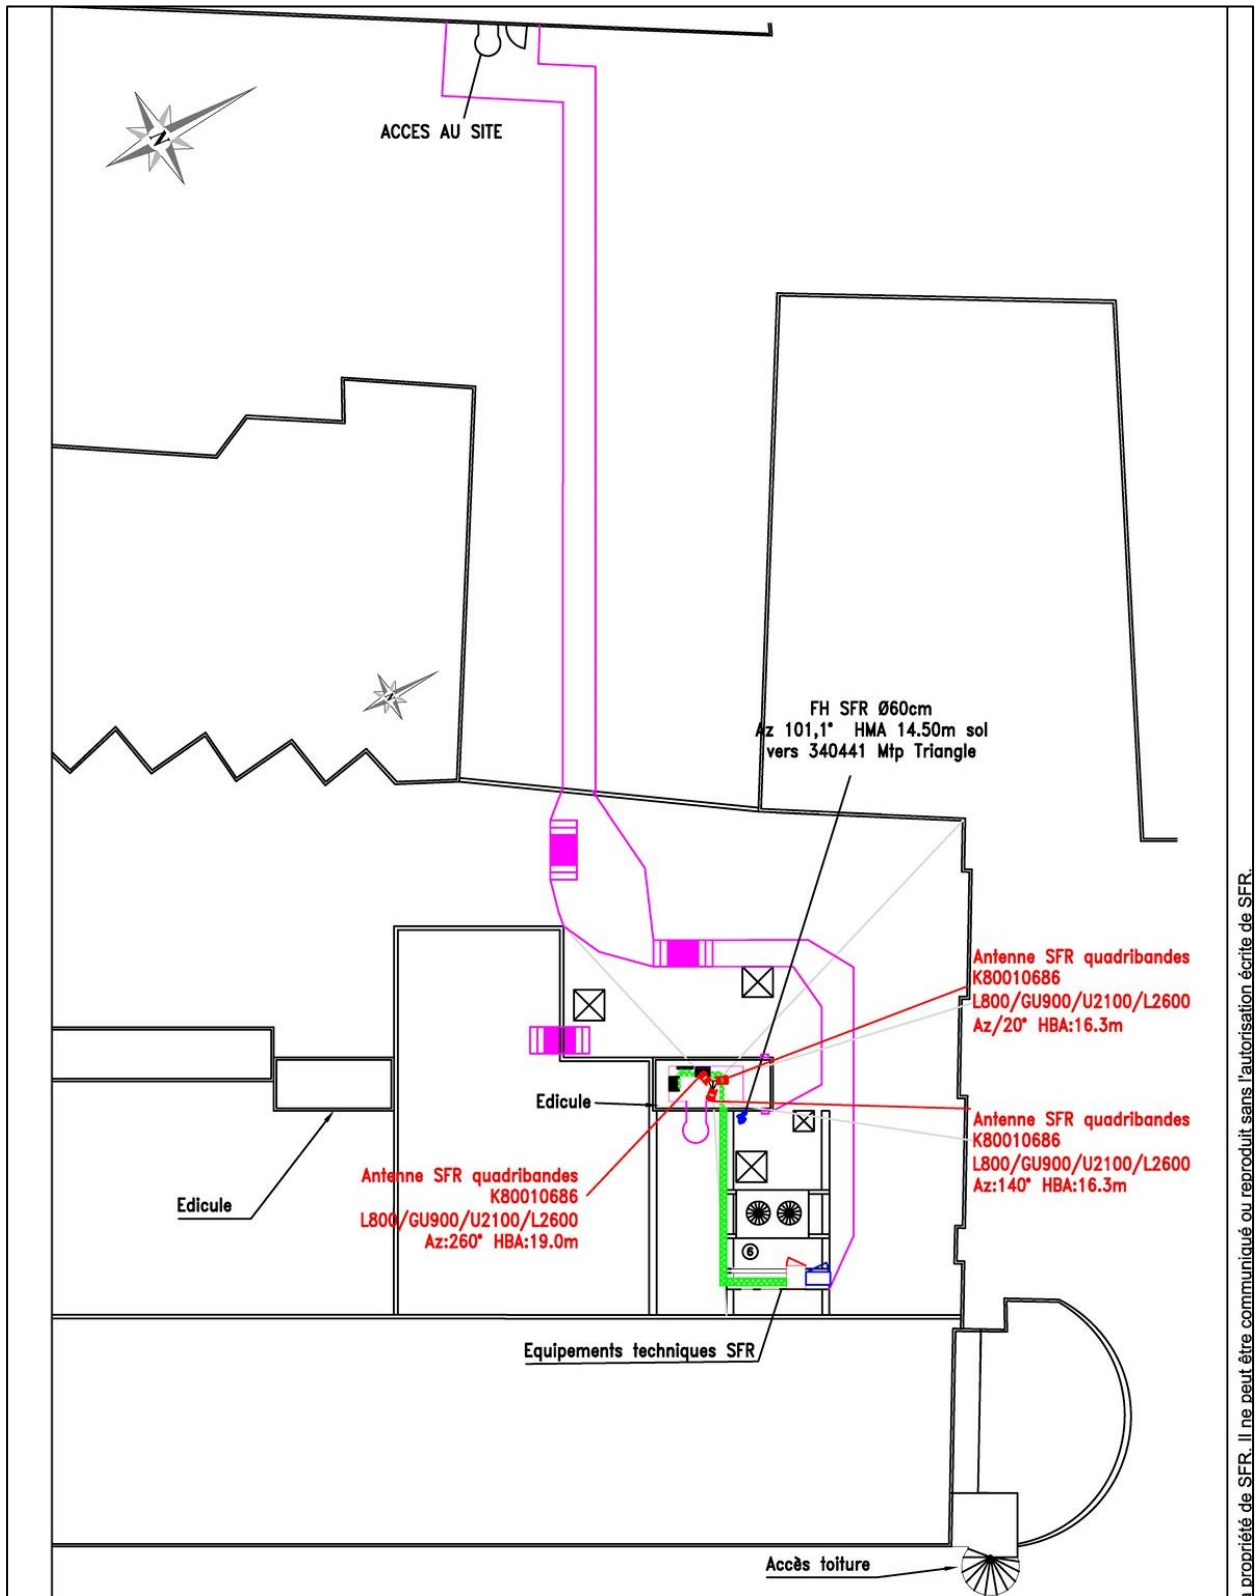 ACCES AU SITE
N
N
FH SFR Ø60cm
Az 101,1° HMA 14.50m sol
vers 340441 Mtp Triangle
Antenne SFR quadribandes
K80010686
L800/GU900/U2100/L2600
Az/20° HBA:16.3m
Edicule
Antenne SFR quadribandes
K80010686
L800/GU900/U2100/L2600
Az:140° HBA:16.3m
Antenne SFR quadribandes
K80010686
L800/GU900/U2100/L2600
Az:260° HBA:19.0m
Edicule
6
Equipements techniques SFR
Accès toiture
propriété de SFR. Il ne peut être communiqué ou reproduit sans l'autorisation écrite de SFR.